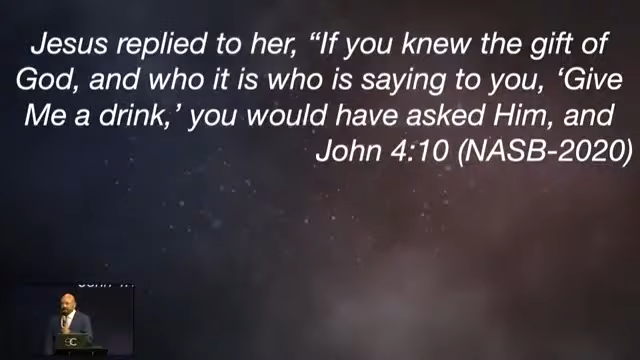 Jesus replied to her, “If you knew the gift of
God, and who it is who is saying to you, ‘Give
Me a drink,’ you would have asked Him, and
John 4:10 (NASB-2020)